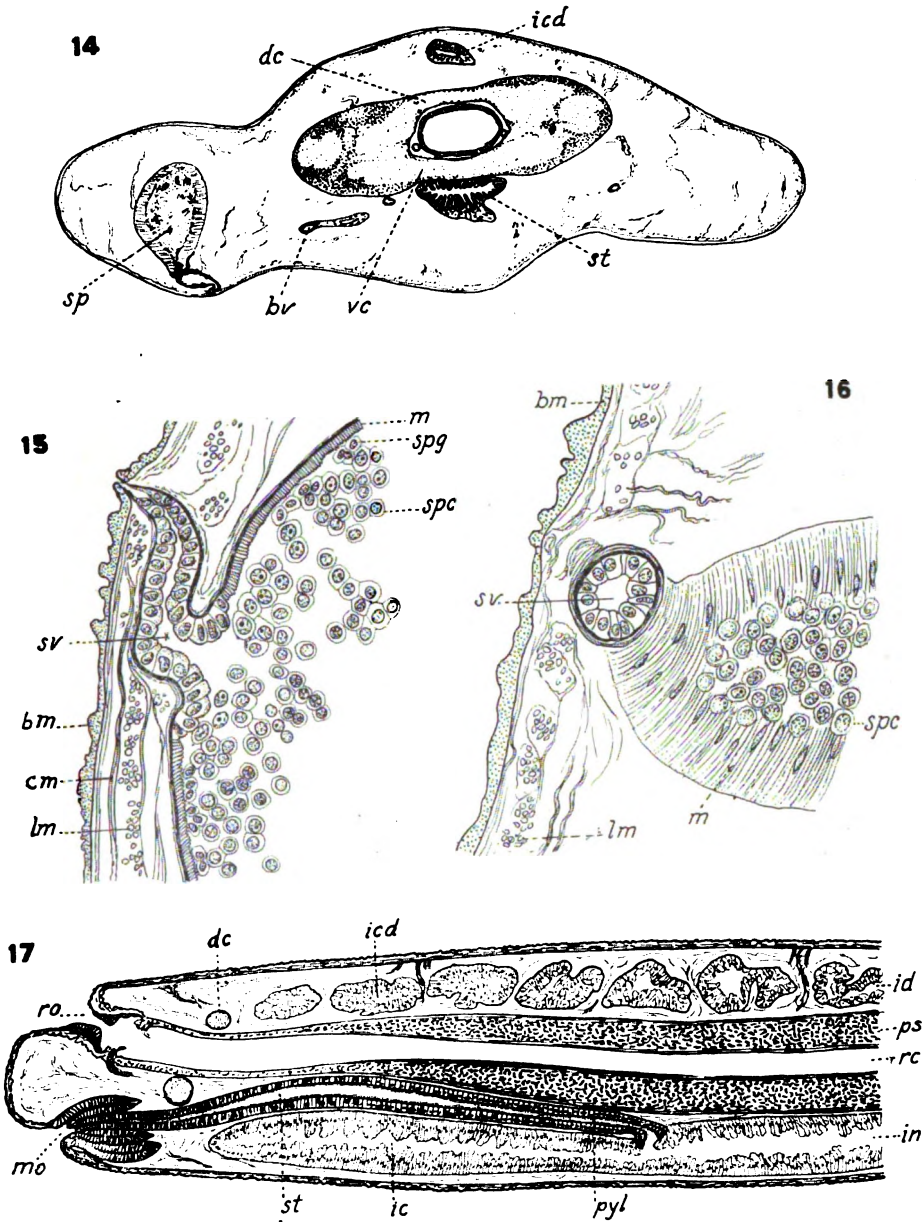 14
icd
dc
sp
bv
vc
st
15
m
spg
spc
sv
bm
cm
lm
16
bm
sv
spc
m
lm
17
dc
icd
id
ro
ps
rc
in
mo
st
ic
pyl